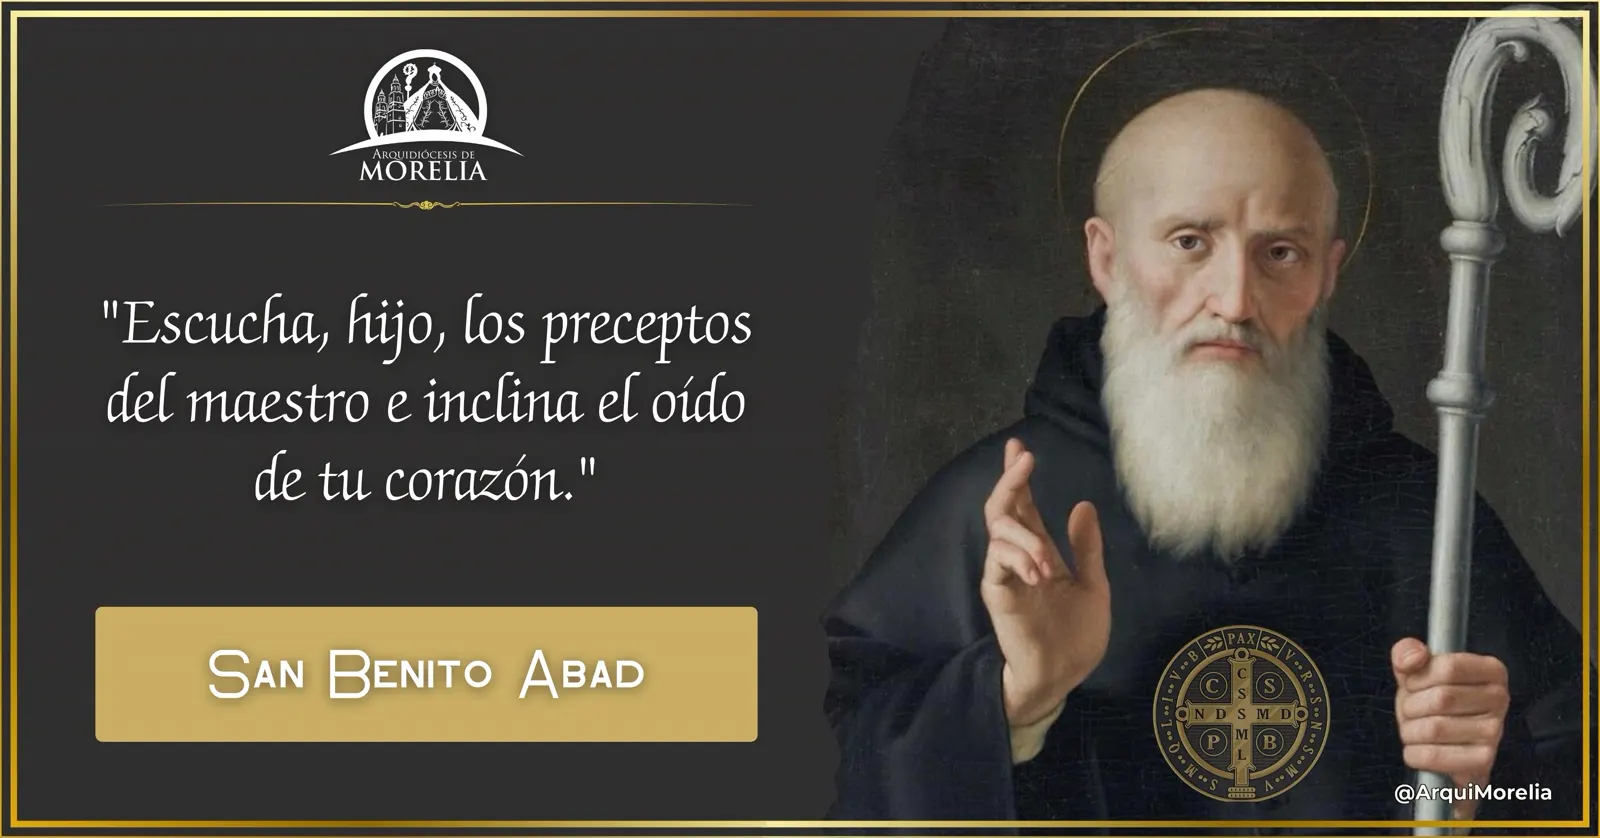 ARQUIDIÓCESIS DE
MORELIA
"Escucha, hijo, los preceptos
del maestro e inclina el oído
de tu corazón."
SAN BENITO ABAD
PAX
V · R · S · N · S · M · V
S · M · Q · L · I · V · B
C S
C
S
N D S M D
M
L
P B
@ArquiMorelia